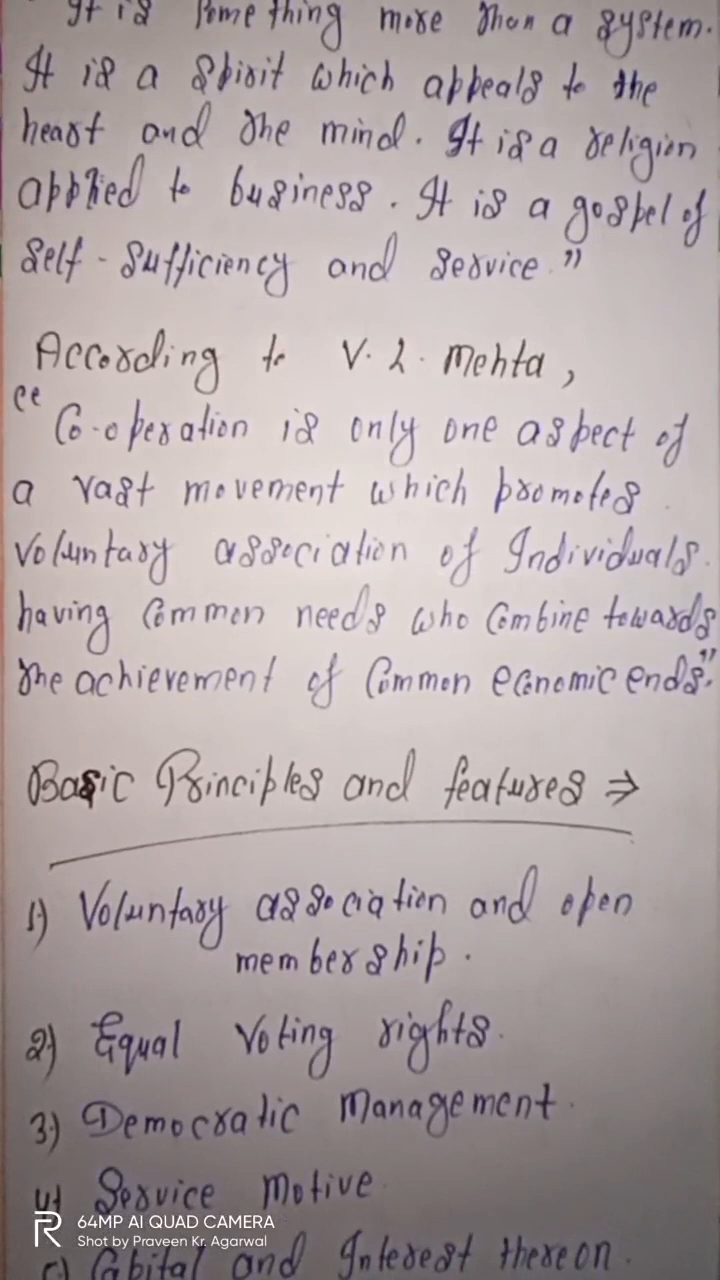 It is something more than a system.
It is a spirit which appeals to the
heart and the mind. It is a religion
applied to business. It is a gospel of
Self-Sufficiency and Service."
According to V. L. Mehta,
"Co-operation is only one aspect of
a vast movement which promotes
voluntary association of Individuals
having Common needs who Combine towards
the achievement of Common economic ends".
Basic Principles and features ⇒
1) Voluntary association and open
membership.
2) Equal Voting rights.
3) Democratic Management.
4) Service Motive
5) Capital and Interest thereon.
R
64MP AI QUAD CAMERA
Shot by Praveen Kr. Agarwal